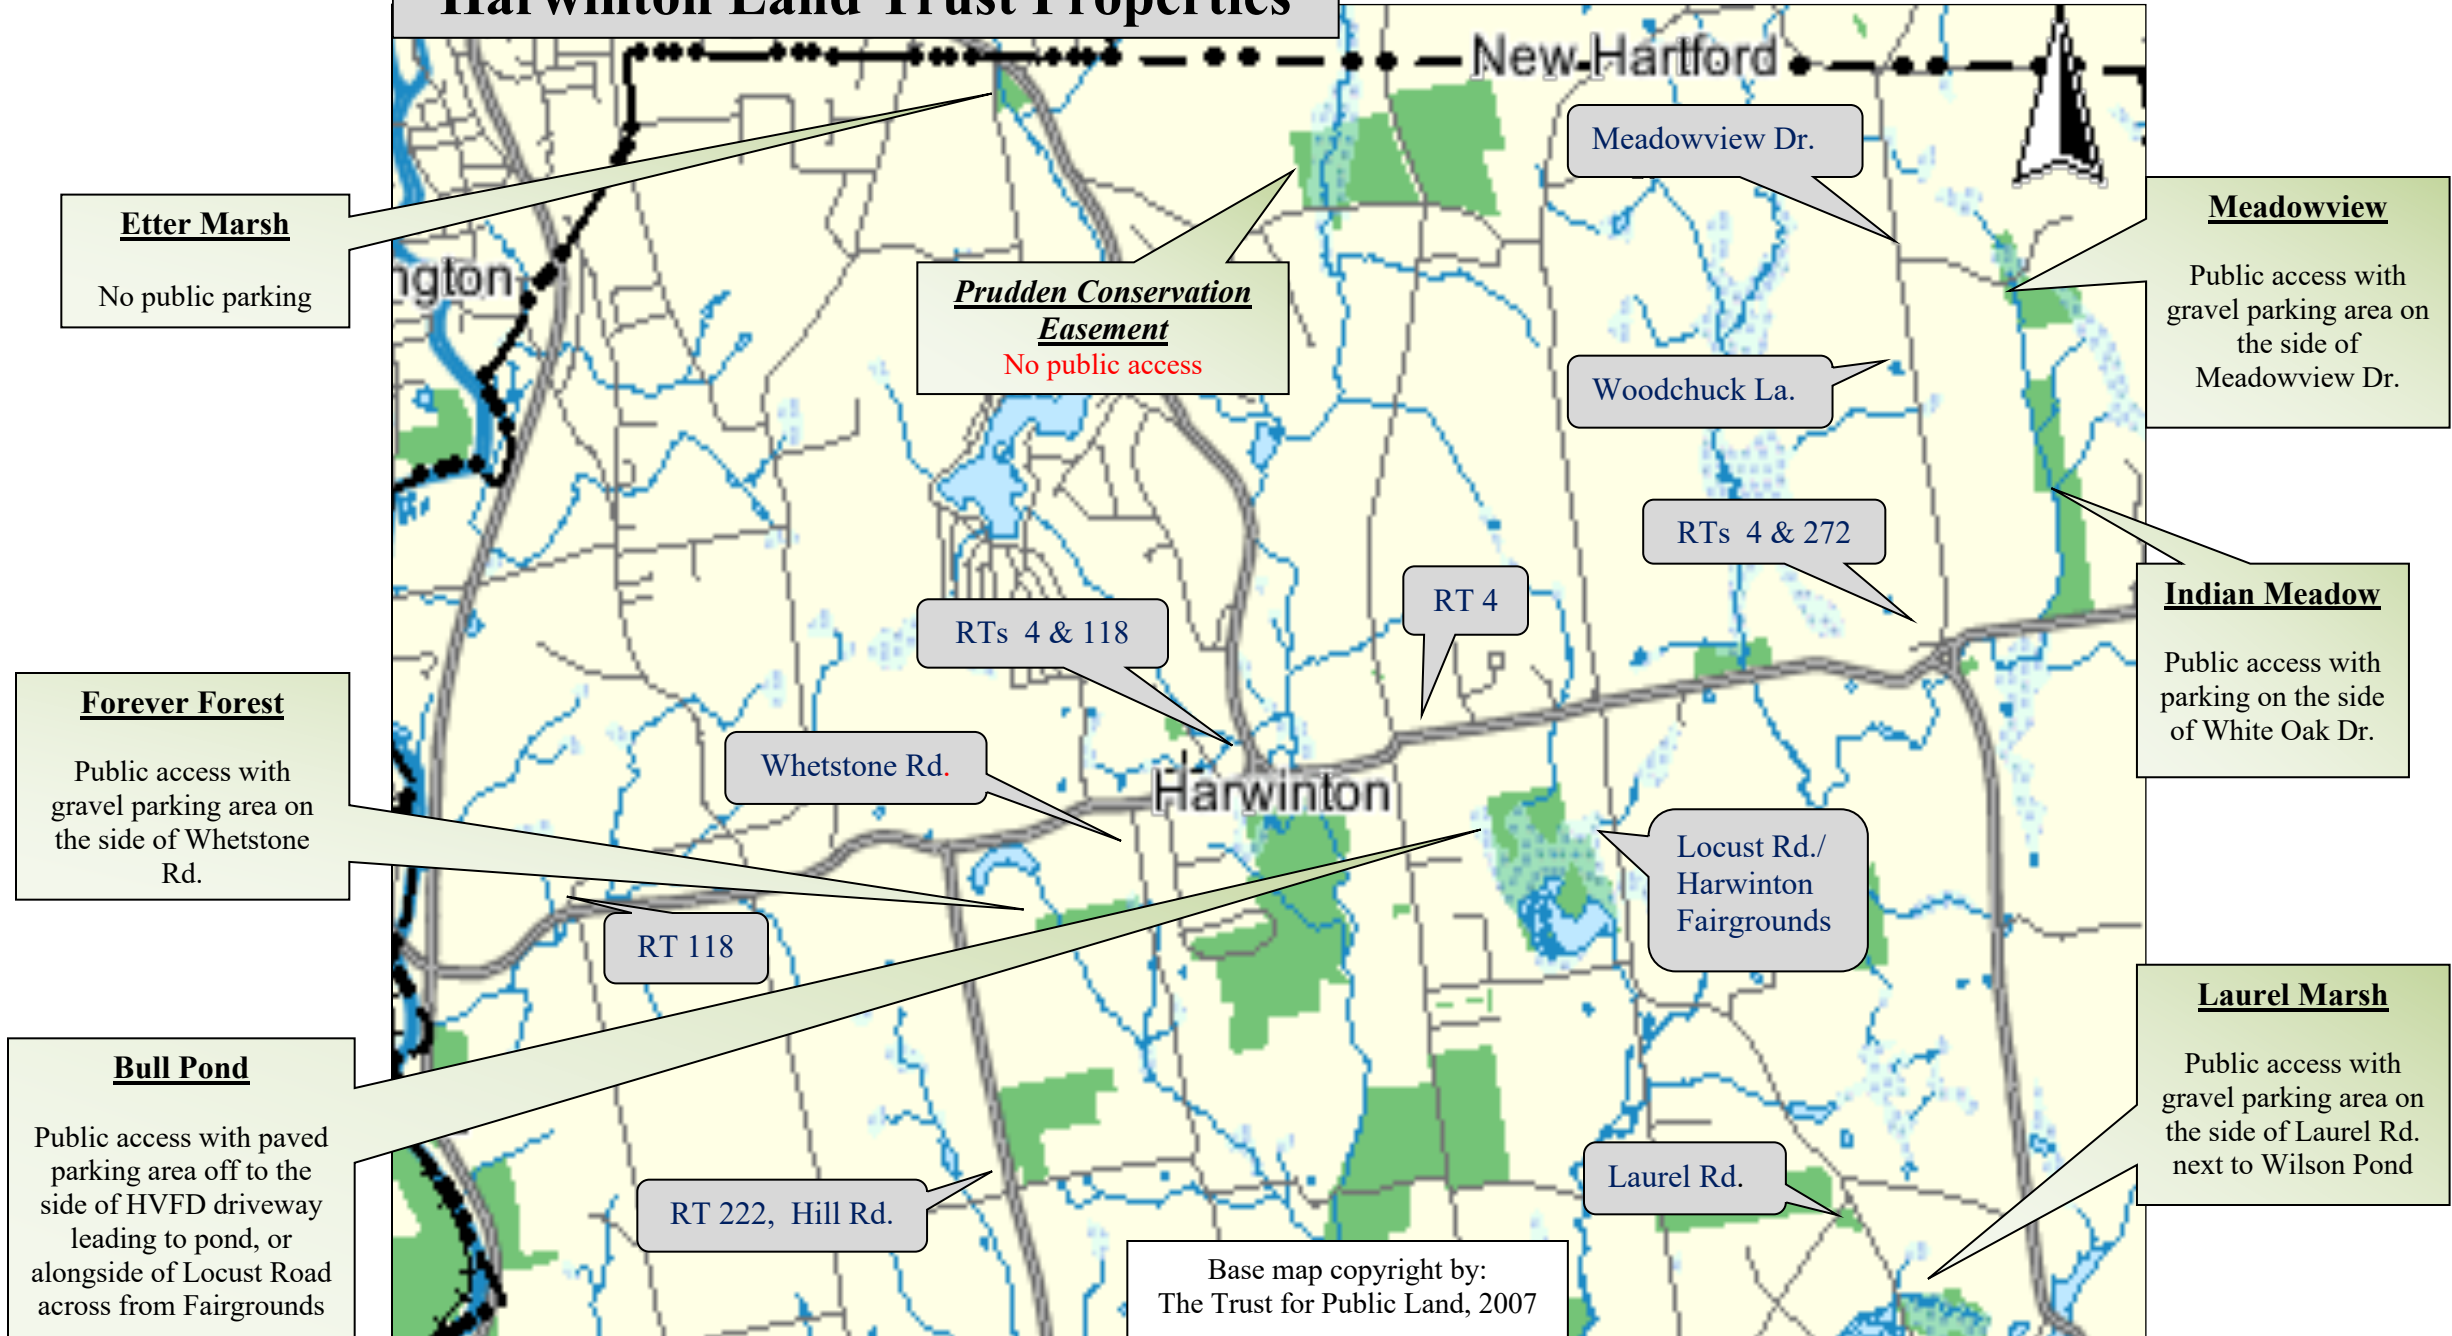 Harwinton Land Trust Properties
New Hartford
Meadowview Dr.
Meadowview
Public access with
gravel parking area on
the side of
Meadowview Dr.
Etter Marsh
No public parking
ngton
Prudden Conservation
Easement
No public access
Woodchuck La.
RTs 4 & 272
RT 4
RTs 4 & 118
Indian Meadow
Public access with
parking on the side
of White Oak Dr.
Forever Forest
Public access with
gravel parking area on
the side of Whetstone
Rd.
Whetstone Rd.
Harwinton
Locust Rd./
Harwinton
Fairgrounds
RT 118
Laurel Marsh
Public access with
gravel parking area on
the side of Laurel Rd.
next to Wilson Pond
Bull Pond
Public access with paved
parking area off to the
side of HVFD driveway
leading to pond, or
alongside of Locust Road
across from Fairgrounds
Laurel Rd.
RT 222, Hill Rd.
Base map copyright by:
The Trust for Public Land, 2007